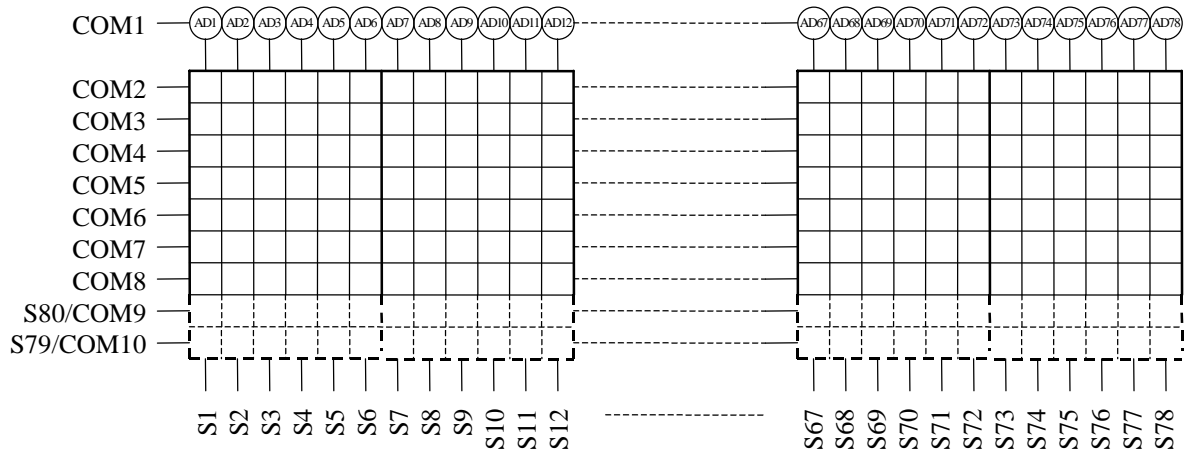 COM1 AD1 AD2 AD3 AD4 AD5 AD6 AD7 AD8 AD9 AD10 AD11 AD12 AD67 AD68 AD69 AD70 AD71 AD72 AD73 AD74 AD75 AD76 AD77 AD78
COM2
COM3
COM4
COM5
COM6
COM7
COM8
S80/COM9
S79/COM10
S1 S2 S3 S4 S5 S6 S7 S8 S9 S10 S11 S12 S67 S68 S69 S70 S71 S72 S73 S74 S75 S76 S77 S78